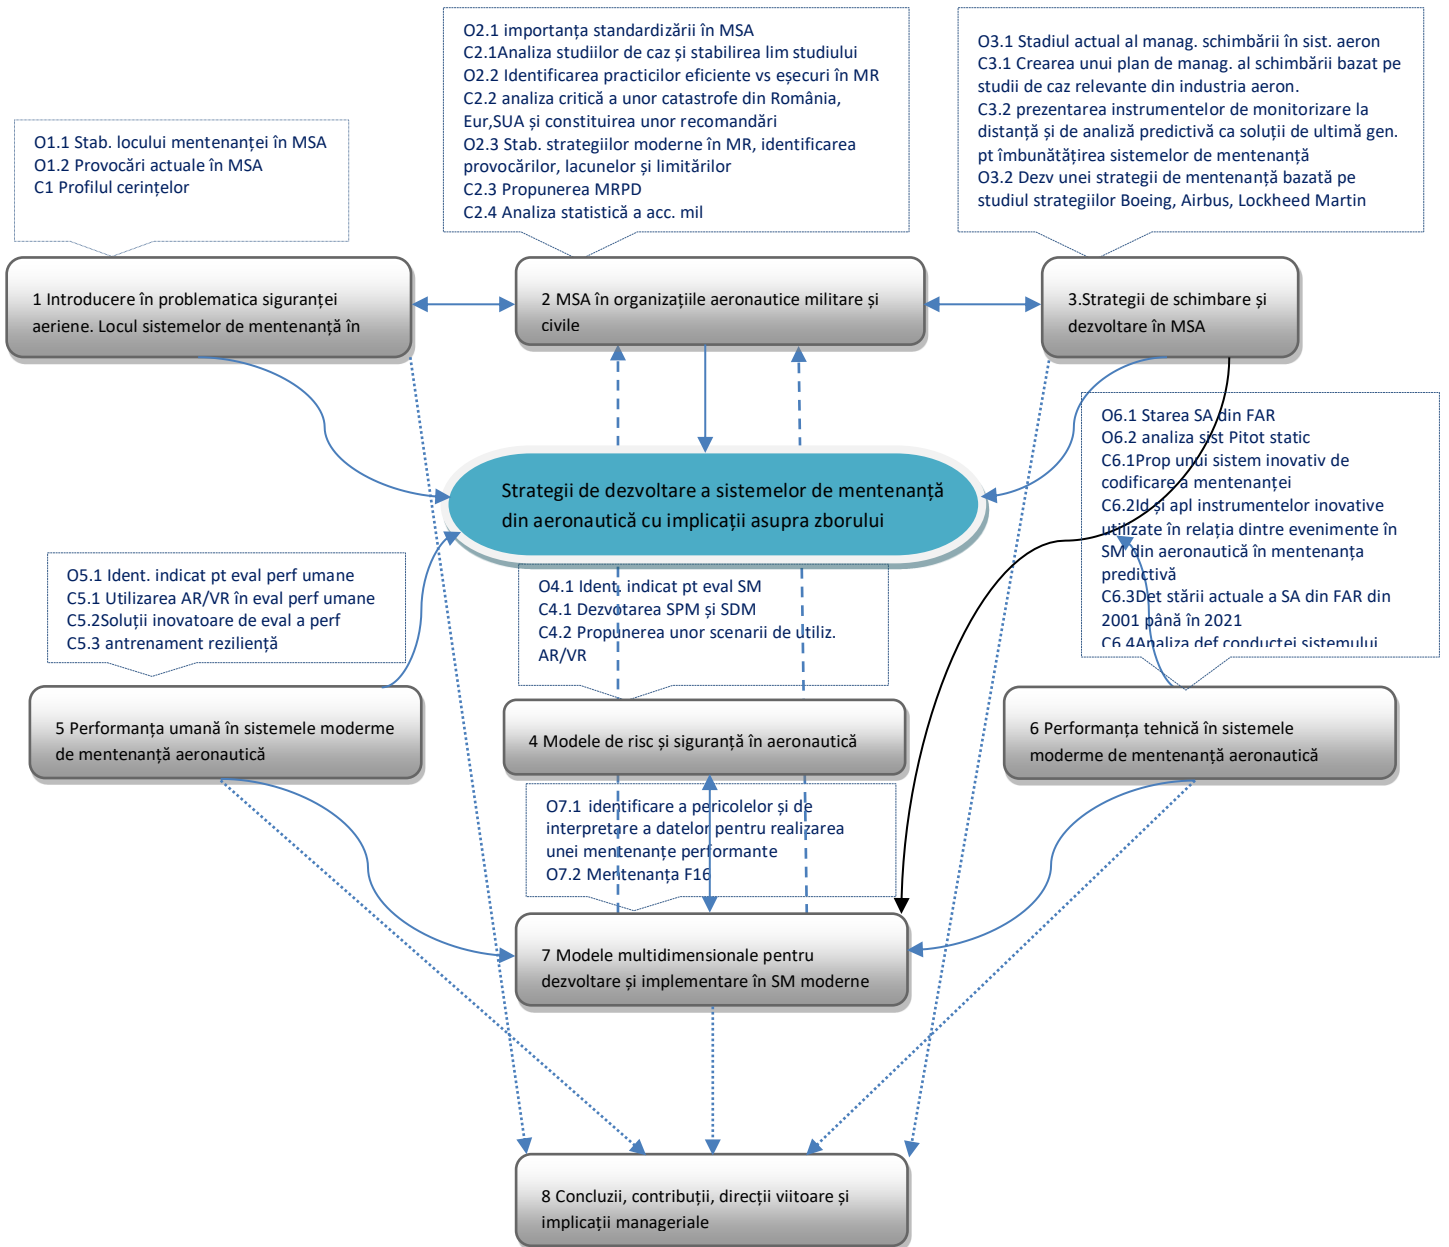 O1.1 Stab. locului mentenanței în MSA
O1.2 Provocări actuale în MSA
C1 Profilul cerințelor
O2.1 importanța standardizării în MSA
C2.1Analiza studiilor de caz și stabilirea lim studiului
O2.2 Identificarea practicilor eficiente vs eșecuri în MR
C2.2 analiza critică a unor catastrofe din România,
Eur,SUA și constituirea unor recomandări
O2.3 Stab. strategiilor moderne în MR, identificarea
provocărilor, lacunelor și limitărilor
C2.3 Propunerea MRPD
C2.4 Analiza statistică a acc. mil
O3.1 Stadiul actual al manag. schimbării în sist. aeron
C3.1 Crearea unui plan de manag. al schimbării bazat pe
studii de caz relevante din industria aeron.
C3.2 prezentarea instrumentelor de monitorizare la
distanță și de analiză predictivă ca soluții de ultimă gen.
pt îmbunătățirea sistemelor de mentenanță
O3.2 Dezv unei strategii de mentenanță bazată pe
studiul strategiilor Boeing, Airbus, Lockheed Martin
1 Introducere în problematica siguranței
aeriene. Locul sistemelor de mentenanță în
2 MSA în organizațiile aeronautice militare și
civile
3.Strategii de schimbare și
dezvoltare în MSA
Strategii de dezvoltare a sistemelor de mentenanță
din aeronautică cu implicații asupra zborului
O6.1 Starea SA din FAR
O6.2 analiza sist Pitot static
C6.1Prop unui sistem inovativ de
codificare a mentenanței
C6.2Id și apl instrumentelor inovative
utilizate în relația dintre evenimente în
SM din aeronautică în mentenanța
predictivă
C6.3Det stării actuale a SA din FAR din
2001 până în 2021
C6.4Analiza def conductei sistemului
O5.1 Ident. indicat pt eval perf umane
C5.1 Utilizarea AR/VR în eval perf umane
C5.2Soluții inovatoare de eval a perf
C5.3 antrenament reziliență
O4.1 Ident. indicat pt eval SM
C4.1 Dezvotarea SPM și SDM
C4.2 Propunerea unor scenarii de utiliz.
AR/VR
5 Performanța umană în sistemele moderme
de mentenanță aeronautică
4 Modele de risc și siguranță în aeronautică
6 Performanța tehnică în sistemele
moderme de mentenanță aeronautică
O7.1 identificare a pericolelor și de
interpretare a datelor pentru realizarea
unei mentenanțe performante
O7.2 Mentenanța F16
7 Modele multidimensionale pentru
dezvoltare și implementare în SM moderne
8 Concluzii, contribuții, direcții viitoare și
implicații manageriale